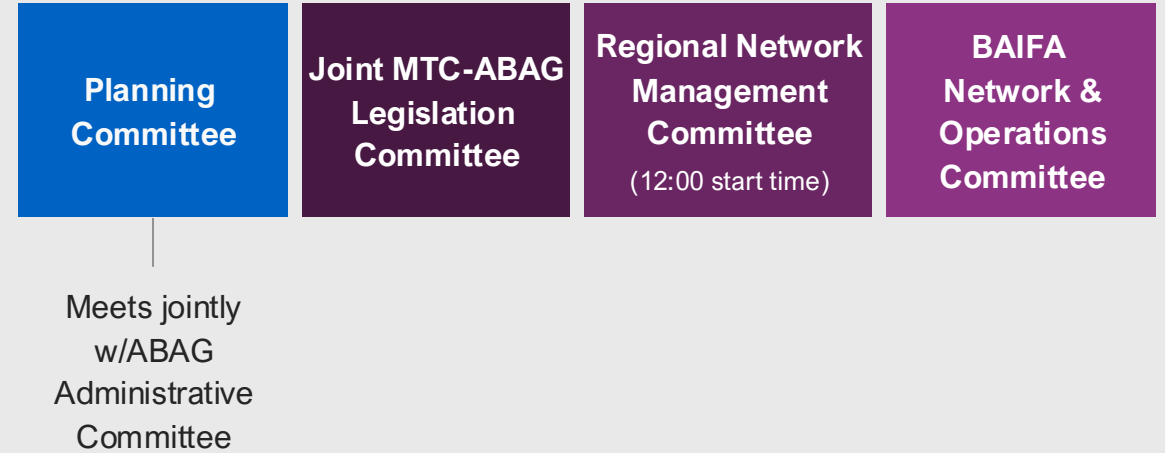 Planning
Committee
Joint MTC-ABAG
Legislation
Committee
Regional Network
Management
Committee
(12:00 start time)
BAIFA
Network &
Operations
Committee
Meets jointly
w/ABAG
Administrative
Committee